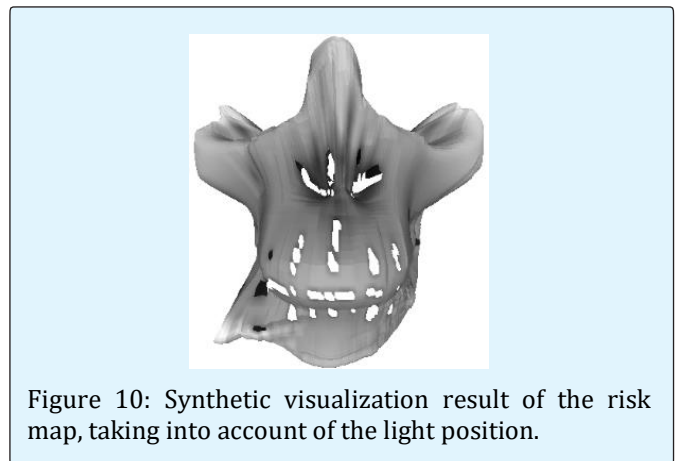 Figure 10: Synthetic visualization result of the risk
map, taking into account of the light position.